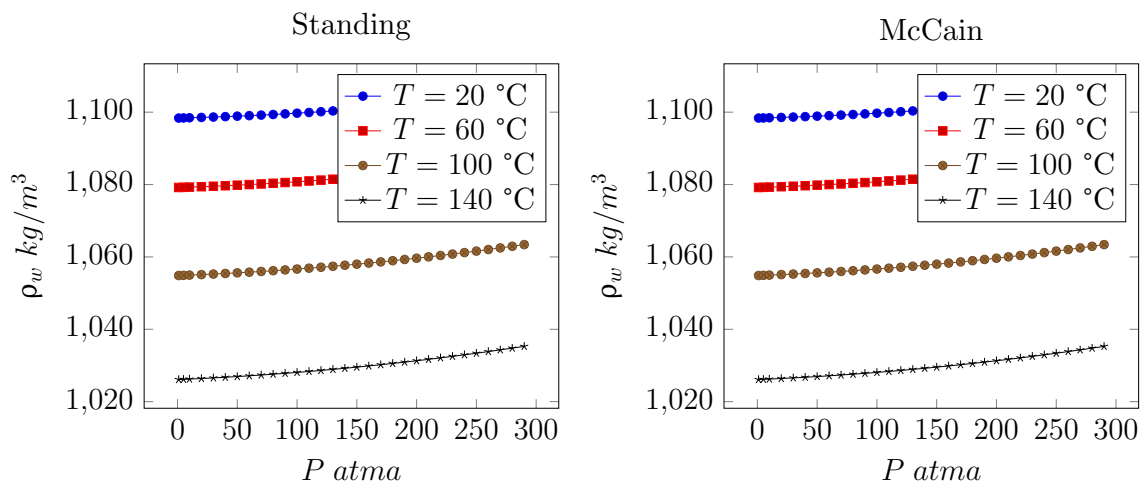 Standing
1,100
1,080
1,060
1,040
1,020
ρw kg/m³
0 50 100 150 200 250 300
P atma
T = 20 °C
T = 60 °C
T = 100 °C
T = 140 °C
McCain
1,100
1,080
1,060
1,040
1,020
ρw kg/m³
0 50 100 150 200 250 300
P atma
T = 20 °C
T = 60 °C
T = 100 °C
T = 140 °C